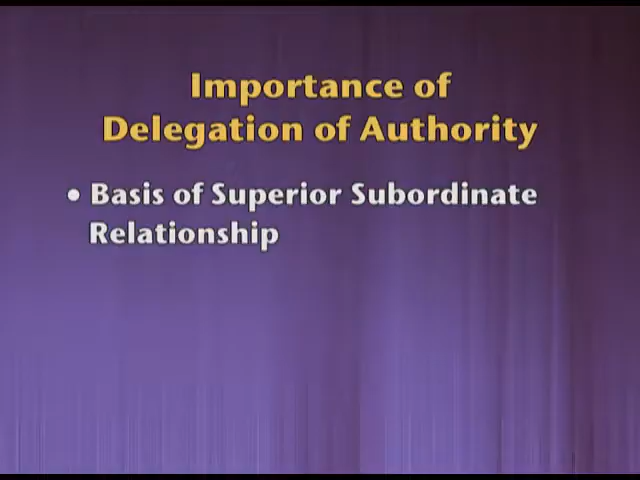 Importance of
Delegation of Authority
• Basis of Superior Subordinate
Relationship